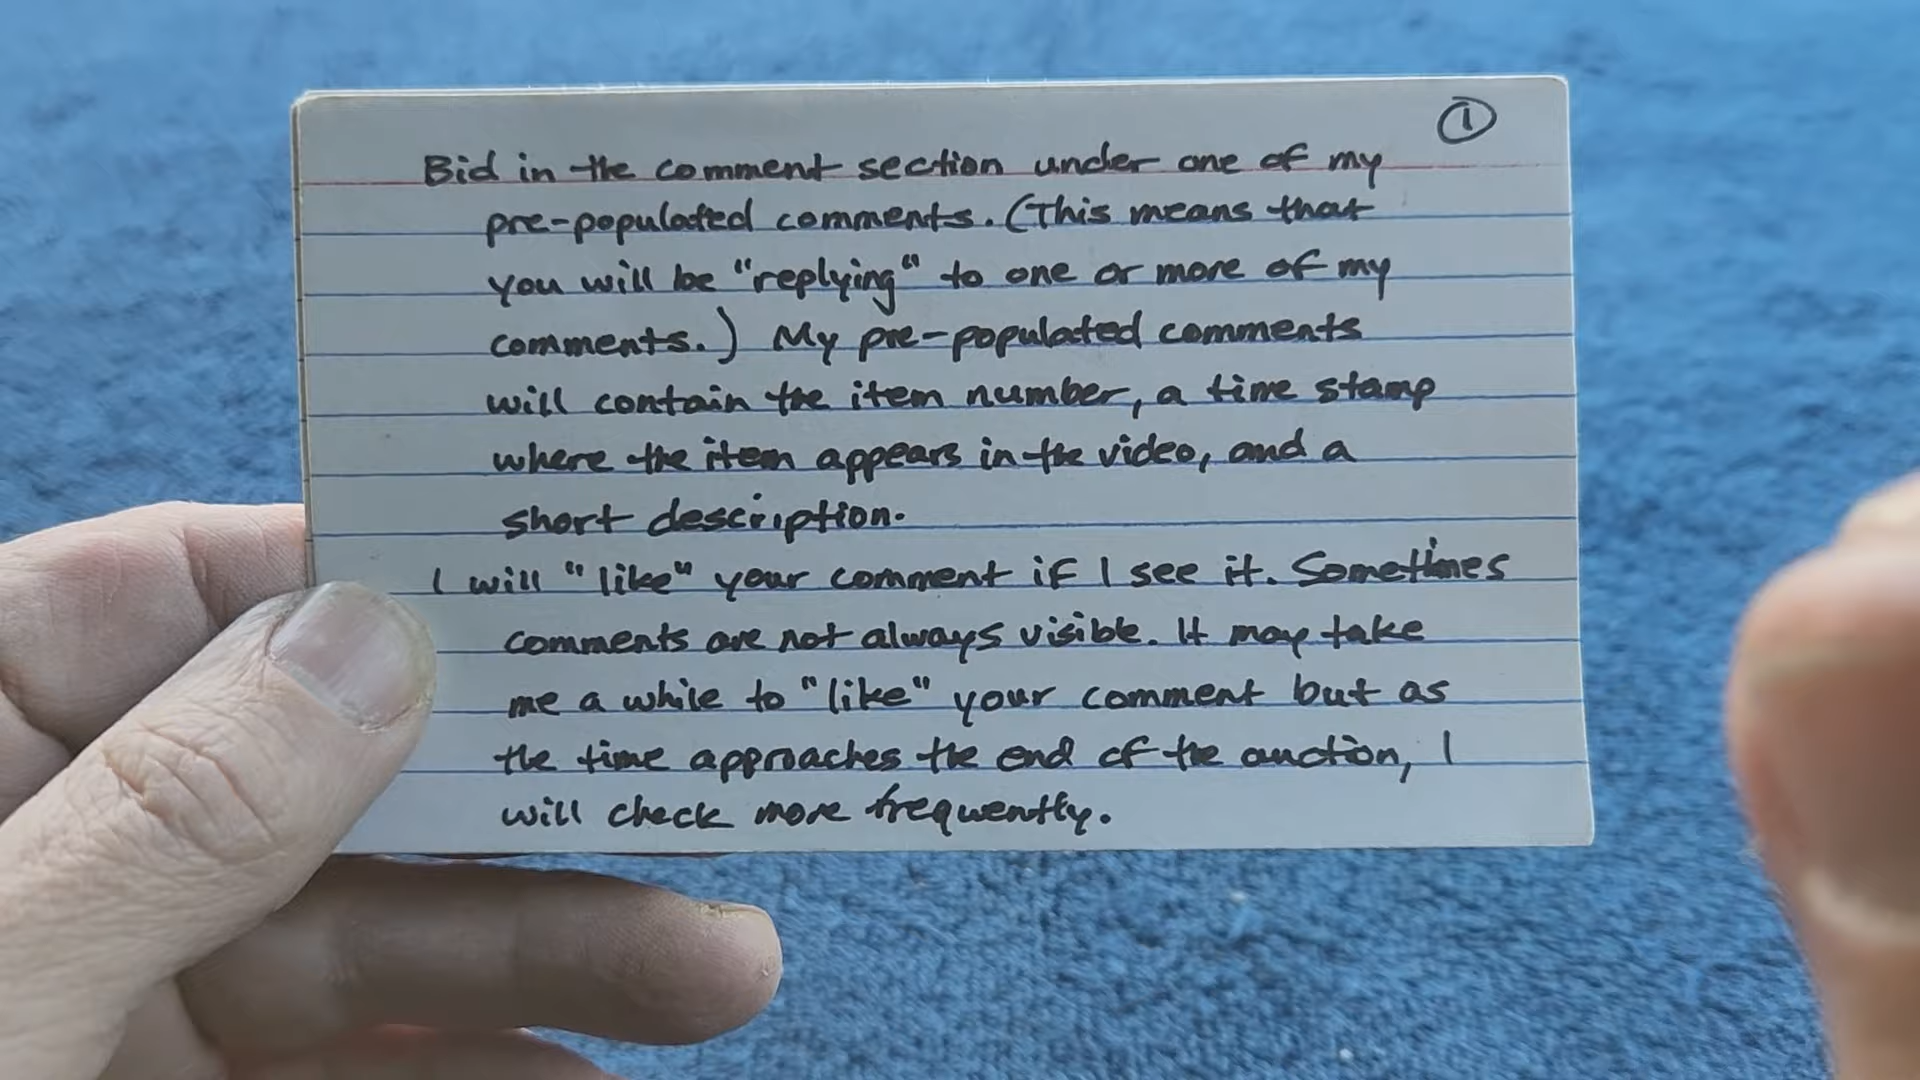 1
Bid in the comment section under one of my
pre-populated comments. (This means that
you will be "replying" to one or more of my
comments.) My pre-populated comments
will contain the item number, a time stamp
where the item appears in the video, and a
short description.
I will "like" your comment if I see it. Sometimes
comments are not always visible. It may take
me a while to "like" your comment but as
the time approaches the end of the auction, I
will check more frequently.